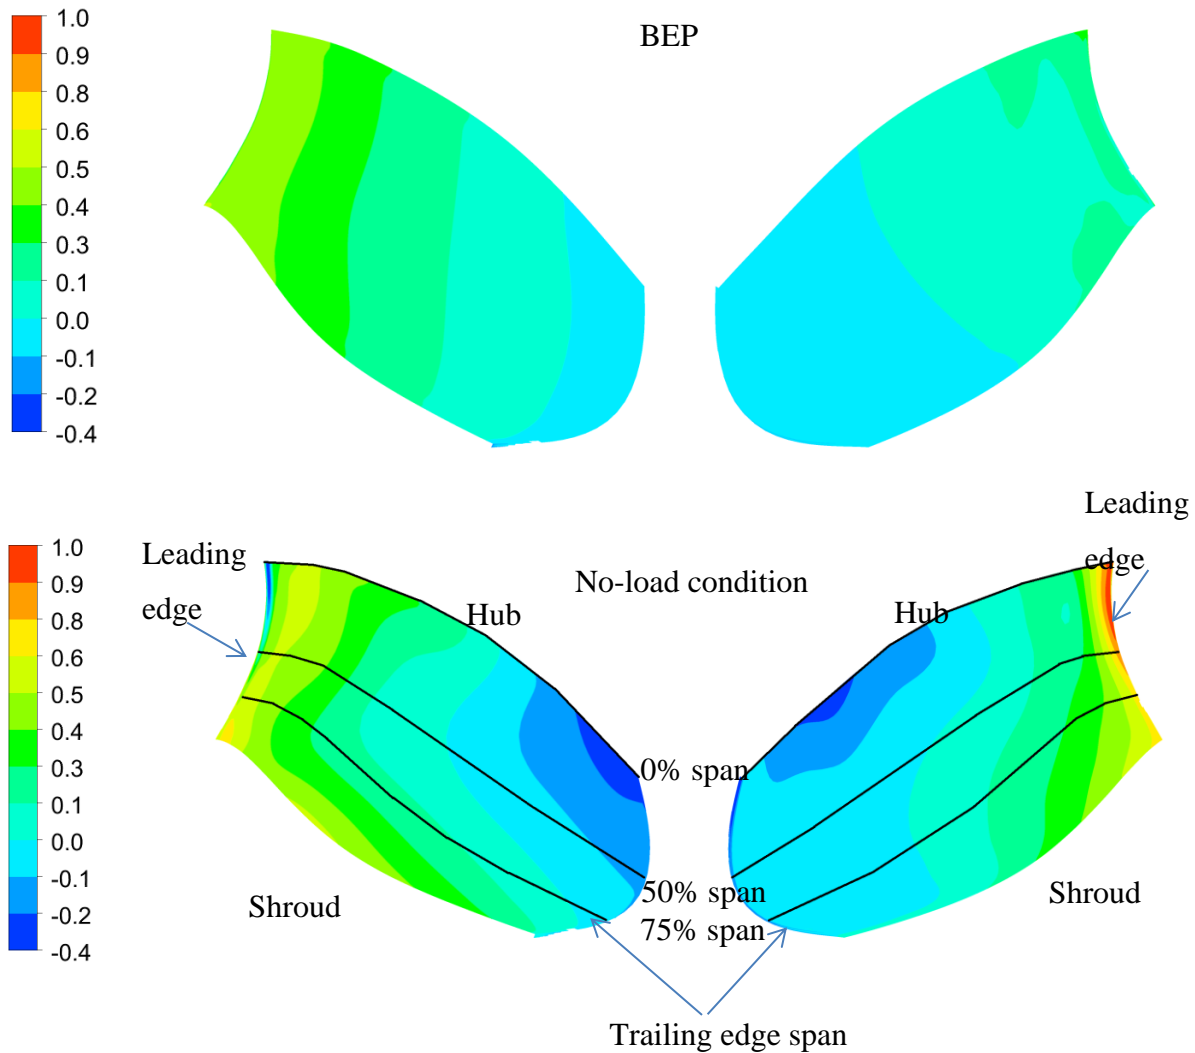 BEP
1.0
0.9
0.8
0.6
0.5
0.4
0.3
0.1
0.0
-0.1
-0.2
-0.4
Leading
edge
No-load condition
Leading
edge
Hub
Hub
1.0
0.9
0.8
0.6
0.5
0.4
0.3
0.1
0.0
-0.1
-0.2
-0.4
0% span
50% span
75% span
Shroud
Shroud
Trailing edge span